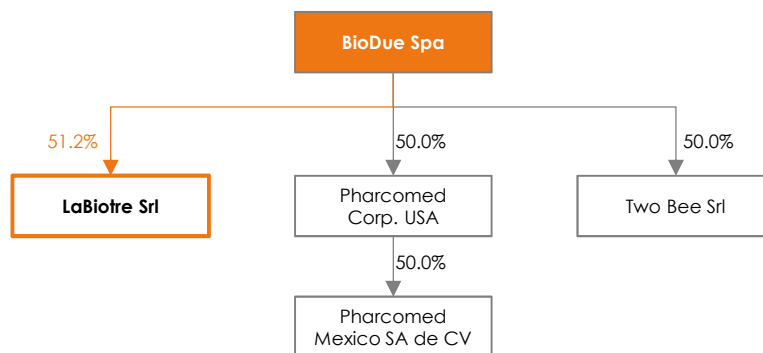 BioDue Spa
51.2%
50.0%
50.0%
LaBiotre Srl
Pharcomed
Corp. USA
Two Bee Srl
50.0%
Pharcomed
Mexico SA de CV